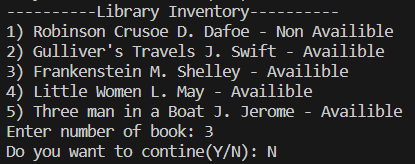 ----------Library Inventory----------
1) Robinson Crusoe D. Dafoe - Non Availible
2) Gulliver's Travels J. Swift - Availible
3) Frankenstein M. Shelley - Availible
4) Little Women L. May - Availible
5) Three man in a Boat J. Jerome - Availible
Enter number of book: 3
Do you want to contine(Y/N): N